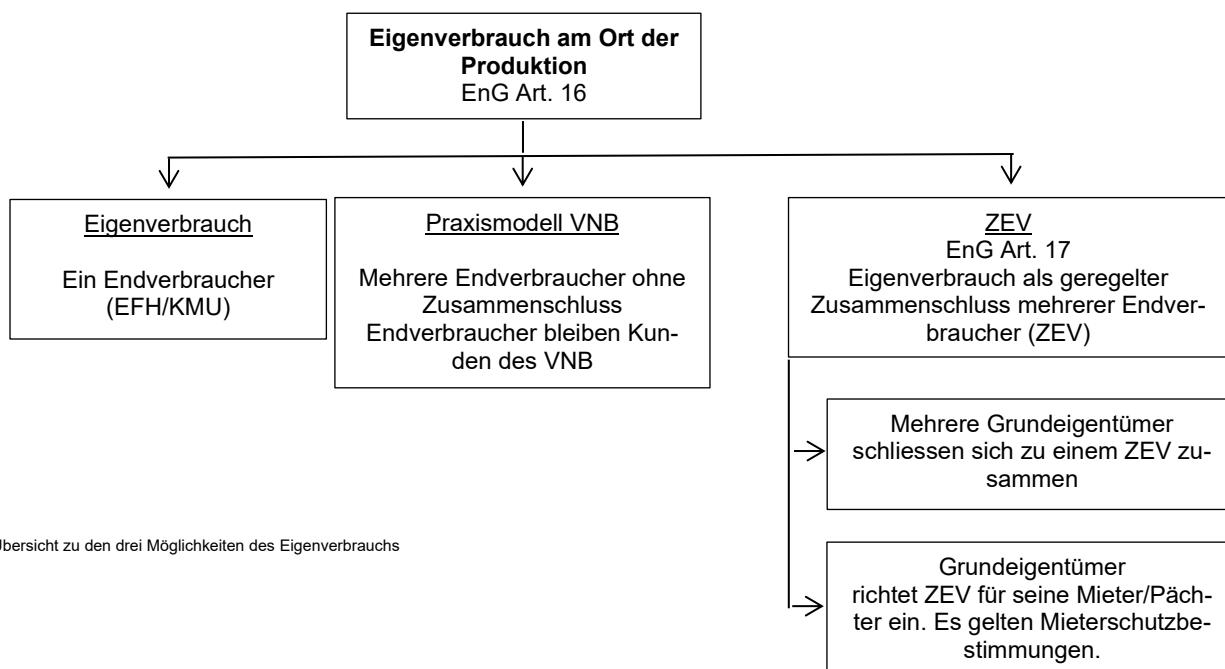 Eigenverbrauch am Ort der
Produktion
EnG Art. 16
Eigenverbrauch
Ein Endverbraucher
(EFH/KMU)
Praxismodell VNB
Mehrere Endverbraucher ohne
Zusammenschluss
Endverbraucher bleiben Kun-
den des VNB
ZEV
EnG Art. 17
Eigenverbrauch als geregelter
Zusammenschluss mehrerer Endver-
braucher (ZEV)
Mehrere Grundeigentümer
schliessen sich zu einem ZEV zu-
sammen
Grundeigentümer
richtet ZEV für seine Mieter/Päch-
ter ein. Es gelten Mieterschutzbe-
stimmungen.
Übersicht zu den drei Möglichkeiten des Eigenverbrauchs